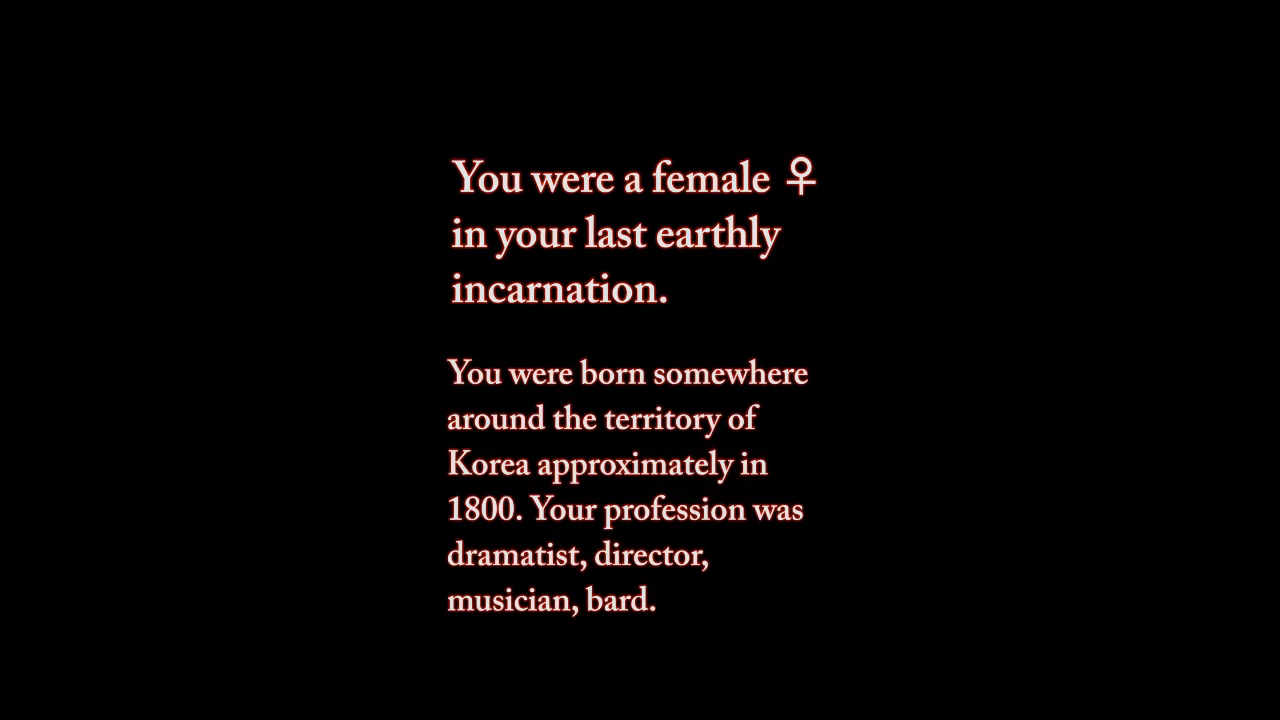 You were a female ♀
in your last earthly
incarnation.
You were born somewhere
around the territory of
Korea approximately in
1800. Your profession was
dramatist, director,
musician, bard.